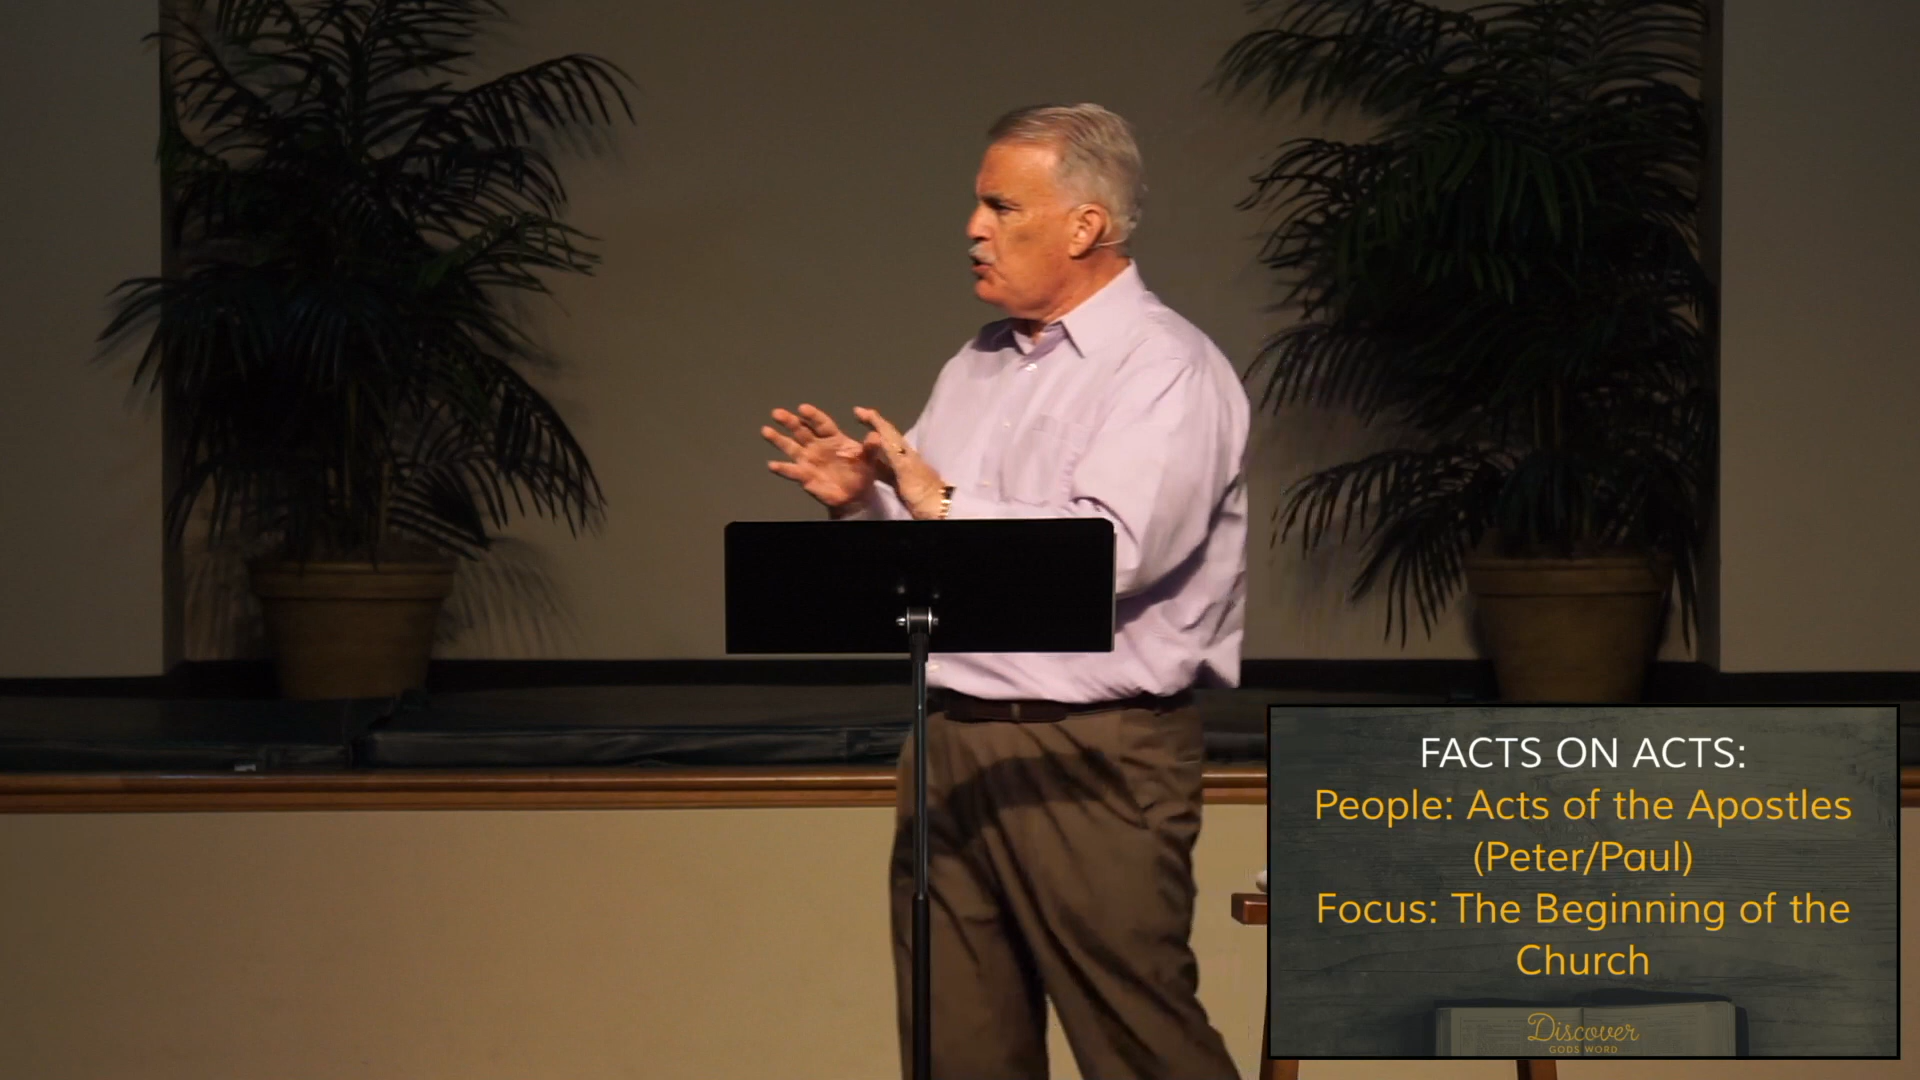 FACTS ON ACTS:
People: Acts of the Apostles
(Peter/Paul)
Focus: The Beginning of the
Church
Discover
GODS WORD